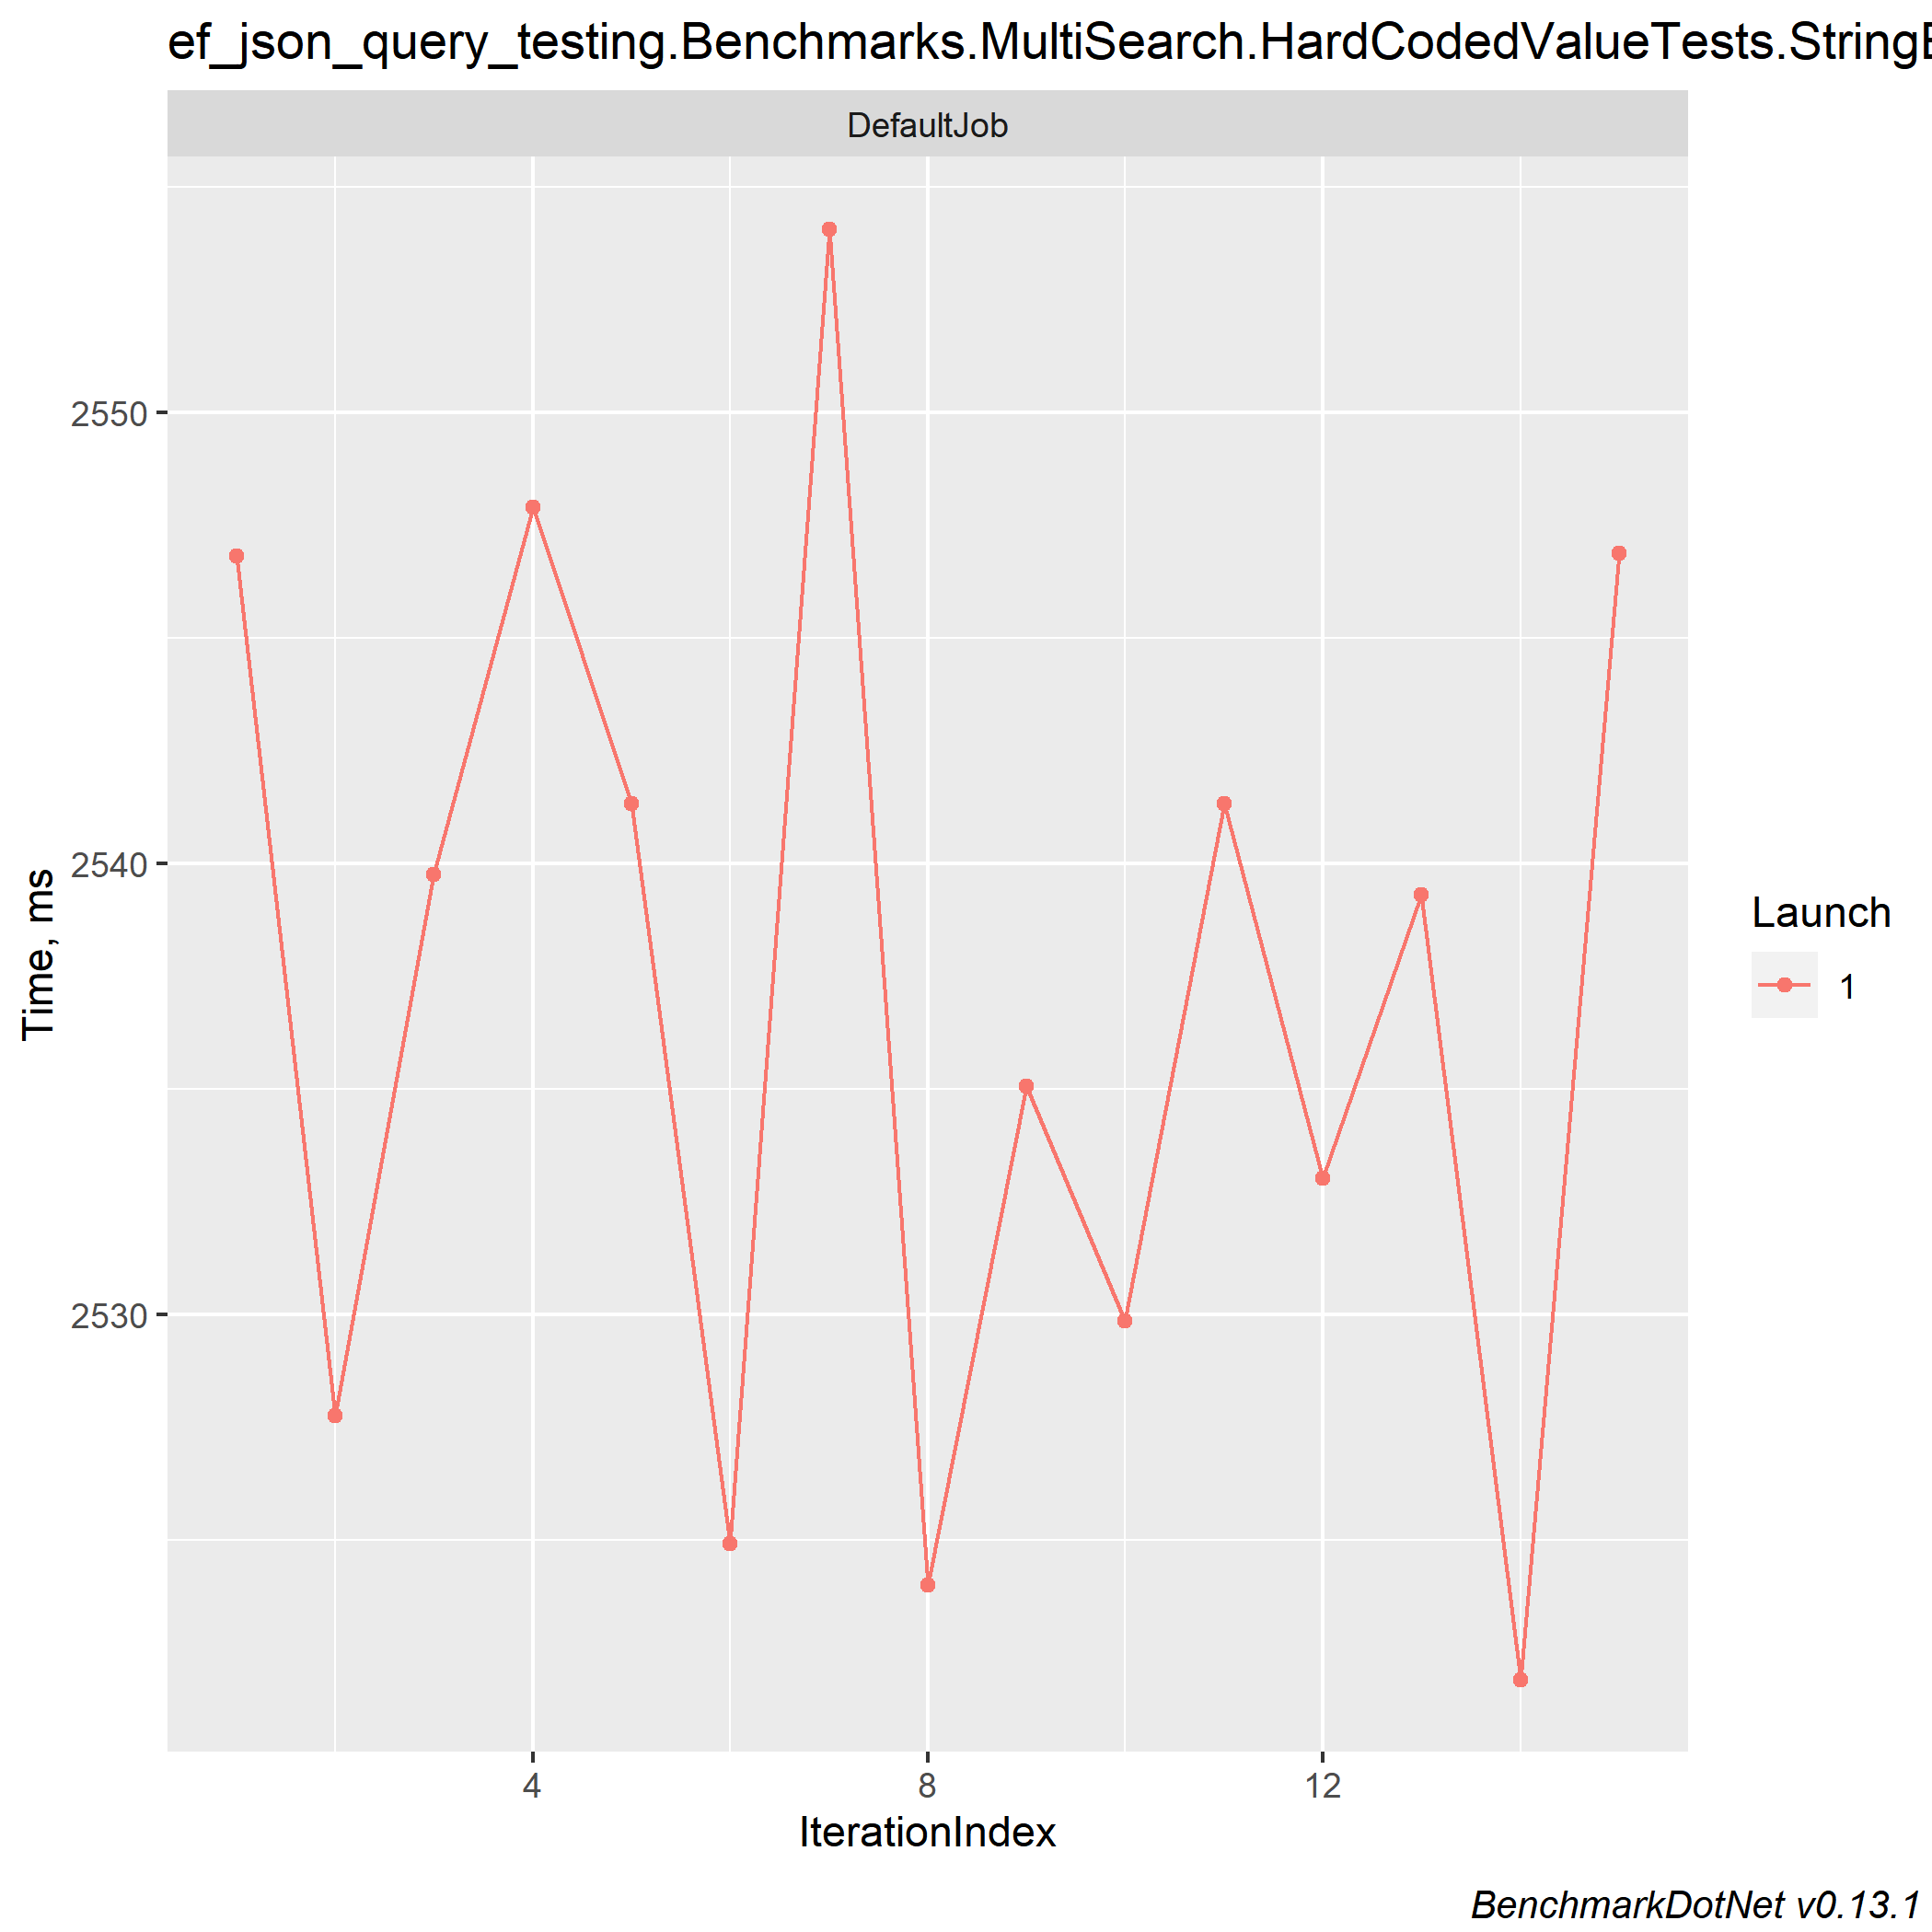 ef_json_query_testing.Benchmarks.MultiSearch.HardCodedValueTests.String
DefaultJob
2550
2540
2530
Time, ms
4 8 12
IterationIndex
Launch
1
BenchmarkDotNet v0.13.1